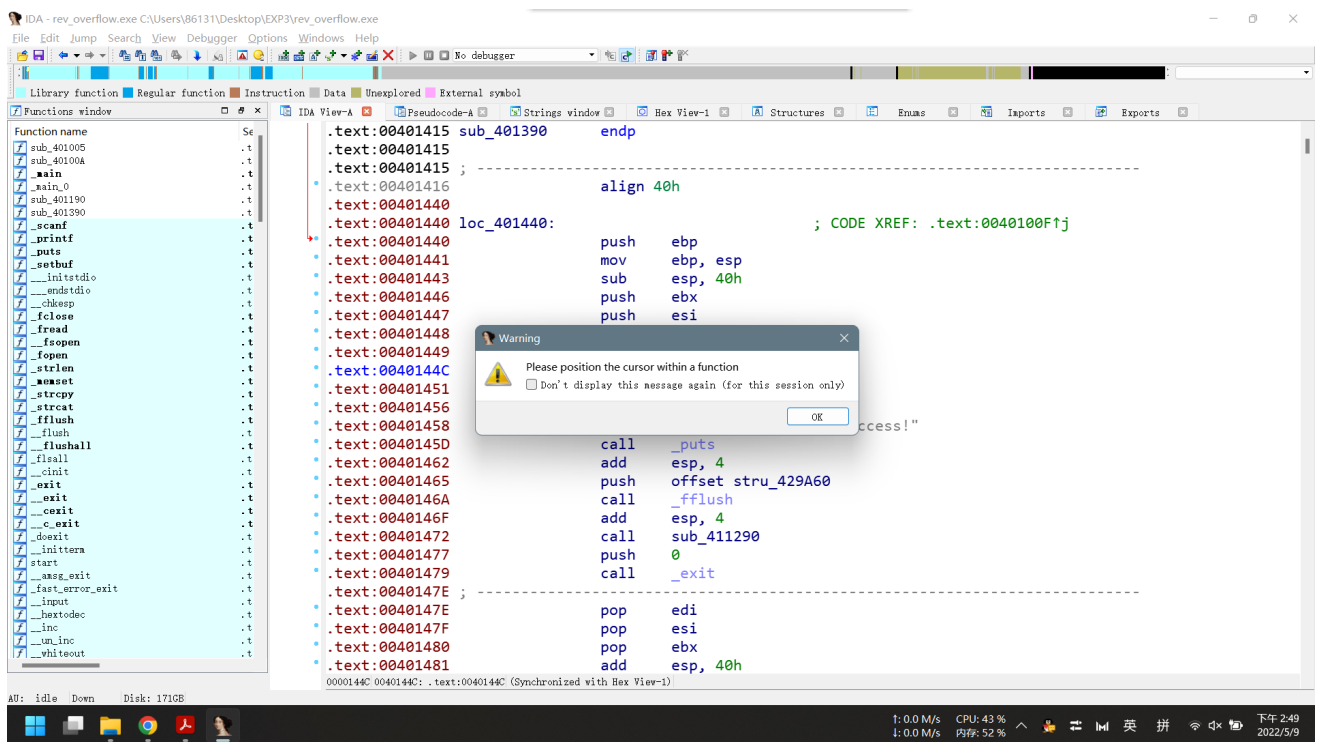 IDA - rev_overflow.exe C:\Users\86131\Desktop\EXP3\rev_overflow.exe
File Edit Jump Search View Debugger Options Windows Help
No debugger
Library function Regular function Instruction Data Unexplored External symbol
Functions window
IDA View-A Pseudocode-A Strings window Hex View-1 Structures Enums Imports Exports
Function name Se
sub_401005 .t
sub_40100A .t
_main .t
_main_0 .t
sub_401190 .t
sub_401390 .t
_scanf .t
_printf .t
_puts .t
_setbuf .t
___initstdio .t
___endstdio .t
__chkesp .t
_fclose .t
_fread .t
__fsopen .t
_fopen .t
_strlen .t
_memset .t
_strcpy .t
_strcat .t
_fflush .t
__flush .t
__flushall .t
_flsall .t
__cinit .t
_exit .t
__exit .t
__cexit .t
__c_exit .t
_doexit .t
__initterm .t
start .t
__amsg_exit .t
_fast_error_exit .t
__input .t
__hextodec .t
__inc .t
__un_inc .t
__whiteout .t
.text:00401415 sub_401390 endp
.text:00401415
.text:00401415 ; ---------------------------------------------------------------------------
.text:00401416 align 40h
.text:00401440
.text:00401440 loc_401440: ; CODE XREF: .text:0040100F↑j
.text:00401440 push ebp
.text:00401441 mov ebp, esp
.text:00401443 sub esp, 40h
.text:00401446 push ebx
.text:00401447 push esi
.text:00401448
.text:00401449
.text:0040144C
.text:00401451
.text:00401456
.text:00401458 ccess!"
.text:0040145D call _puts
.text:00401462 add esp, 4
.text:00401465 push offset stru_429A60
.text:0040146A call _fflush
.text:0040146F add esp, 4
.text:00401472 call sub_411290
.text:00401477 push 0
.text:00401479 call _exit
.text:0040147E ; ---------------------------------------------------------------------------
.text:0040147E pop edi
.text:0040147F pop esi
.text:00401480 pop ebx
.text:00401481 add esp, 40h
Warning
Please position the cursor within a function
Don't display this message again (for this session only)
OK
0000144C 0040144C: .text:0040144C (Synchronized with Hex View-1)
AU: idle Down Disk: 171GB
↑: 0.0 M/s CPU: 43 %
↓: 0.0 M/s 内存: 52 %
英 拼
下午 2:49
2022/5/9